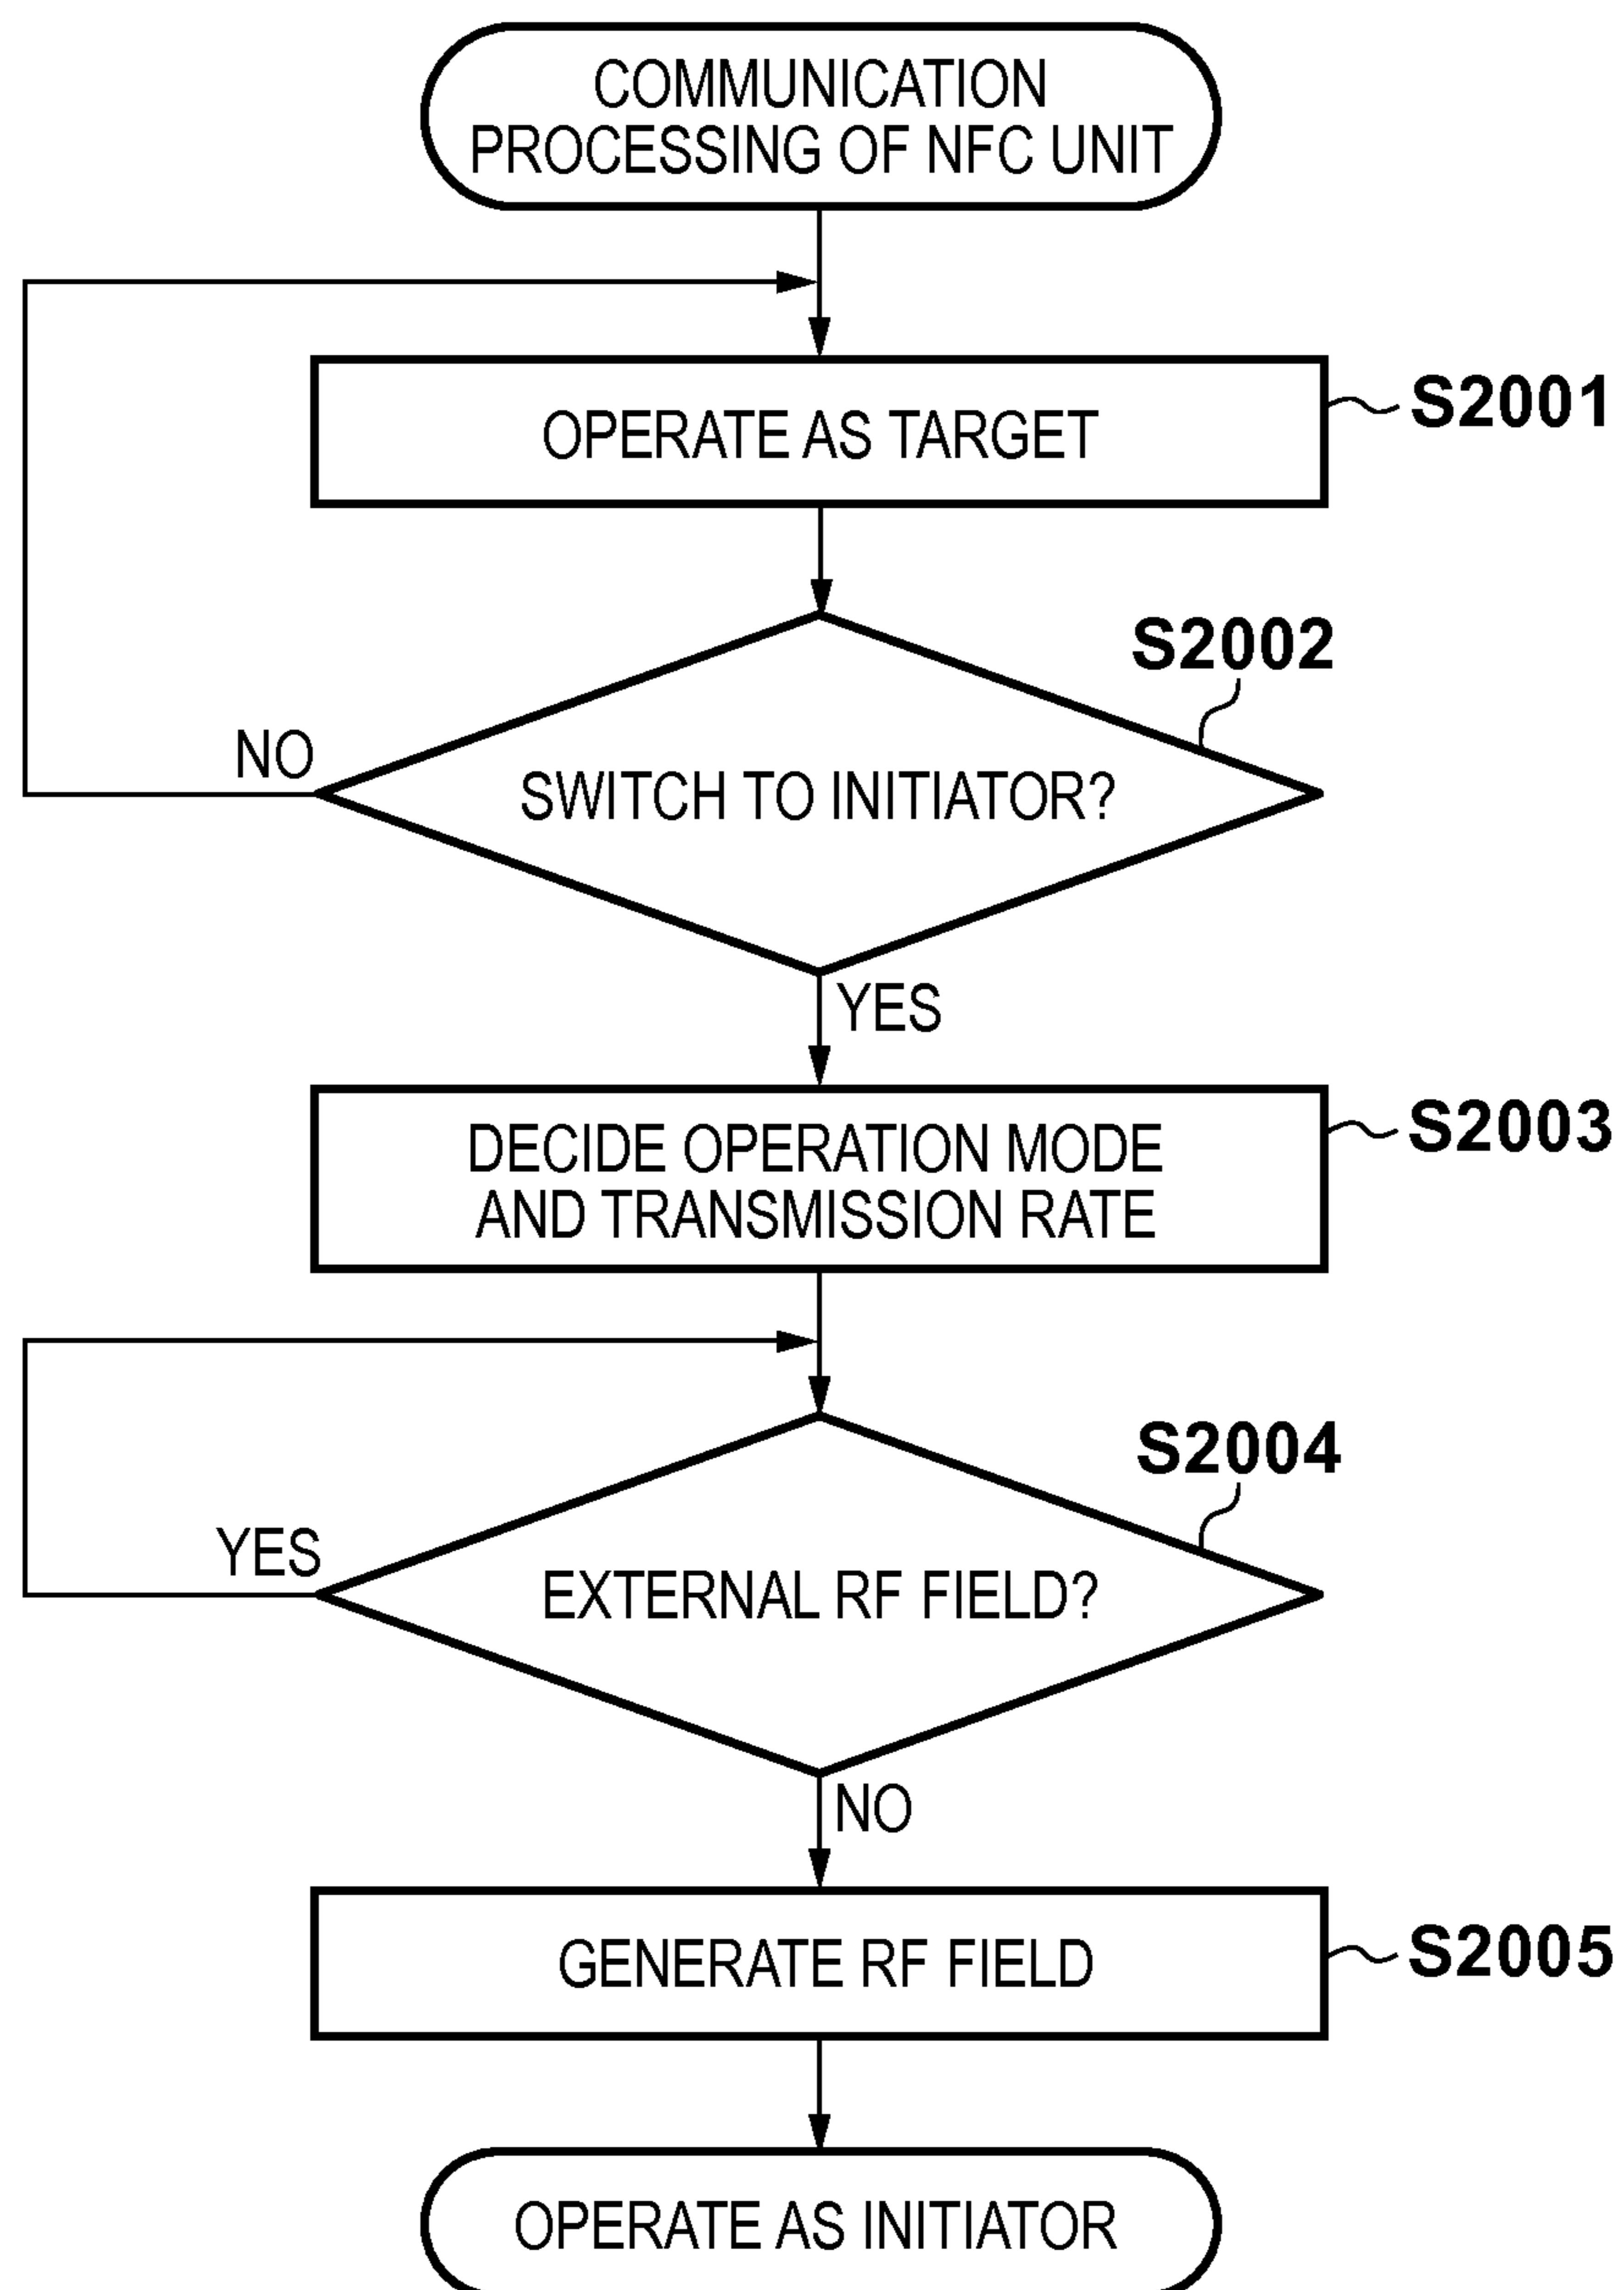 COMMUNICATION
PROCESSING OF NFC UNIT
OPERATE AS TARGET
S2001
S2002
NO
SWITCH TO INITIATOR?
YES
DECIDE OPERATION MODE
AND TRANSMISSION RATE
S2003
S2004
YES
EXTERNAL RF FIELD?
NO
GENERATE RF FIELD
S2005
OPERATE AS INITIATOR